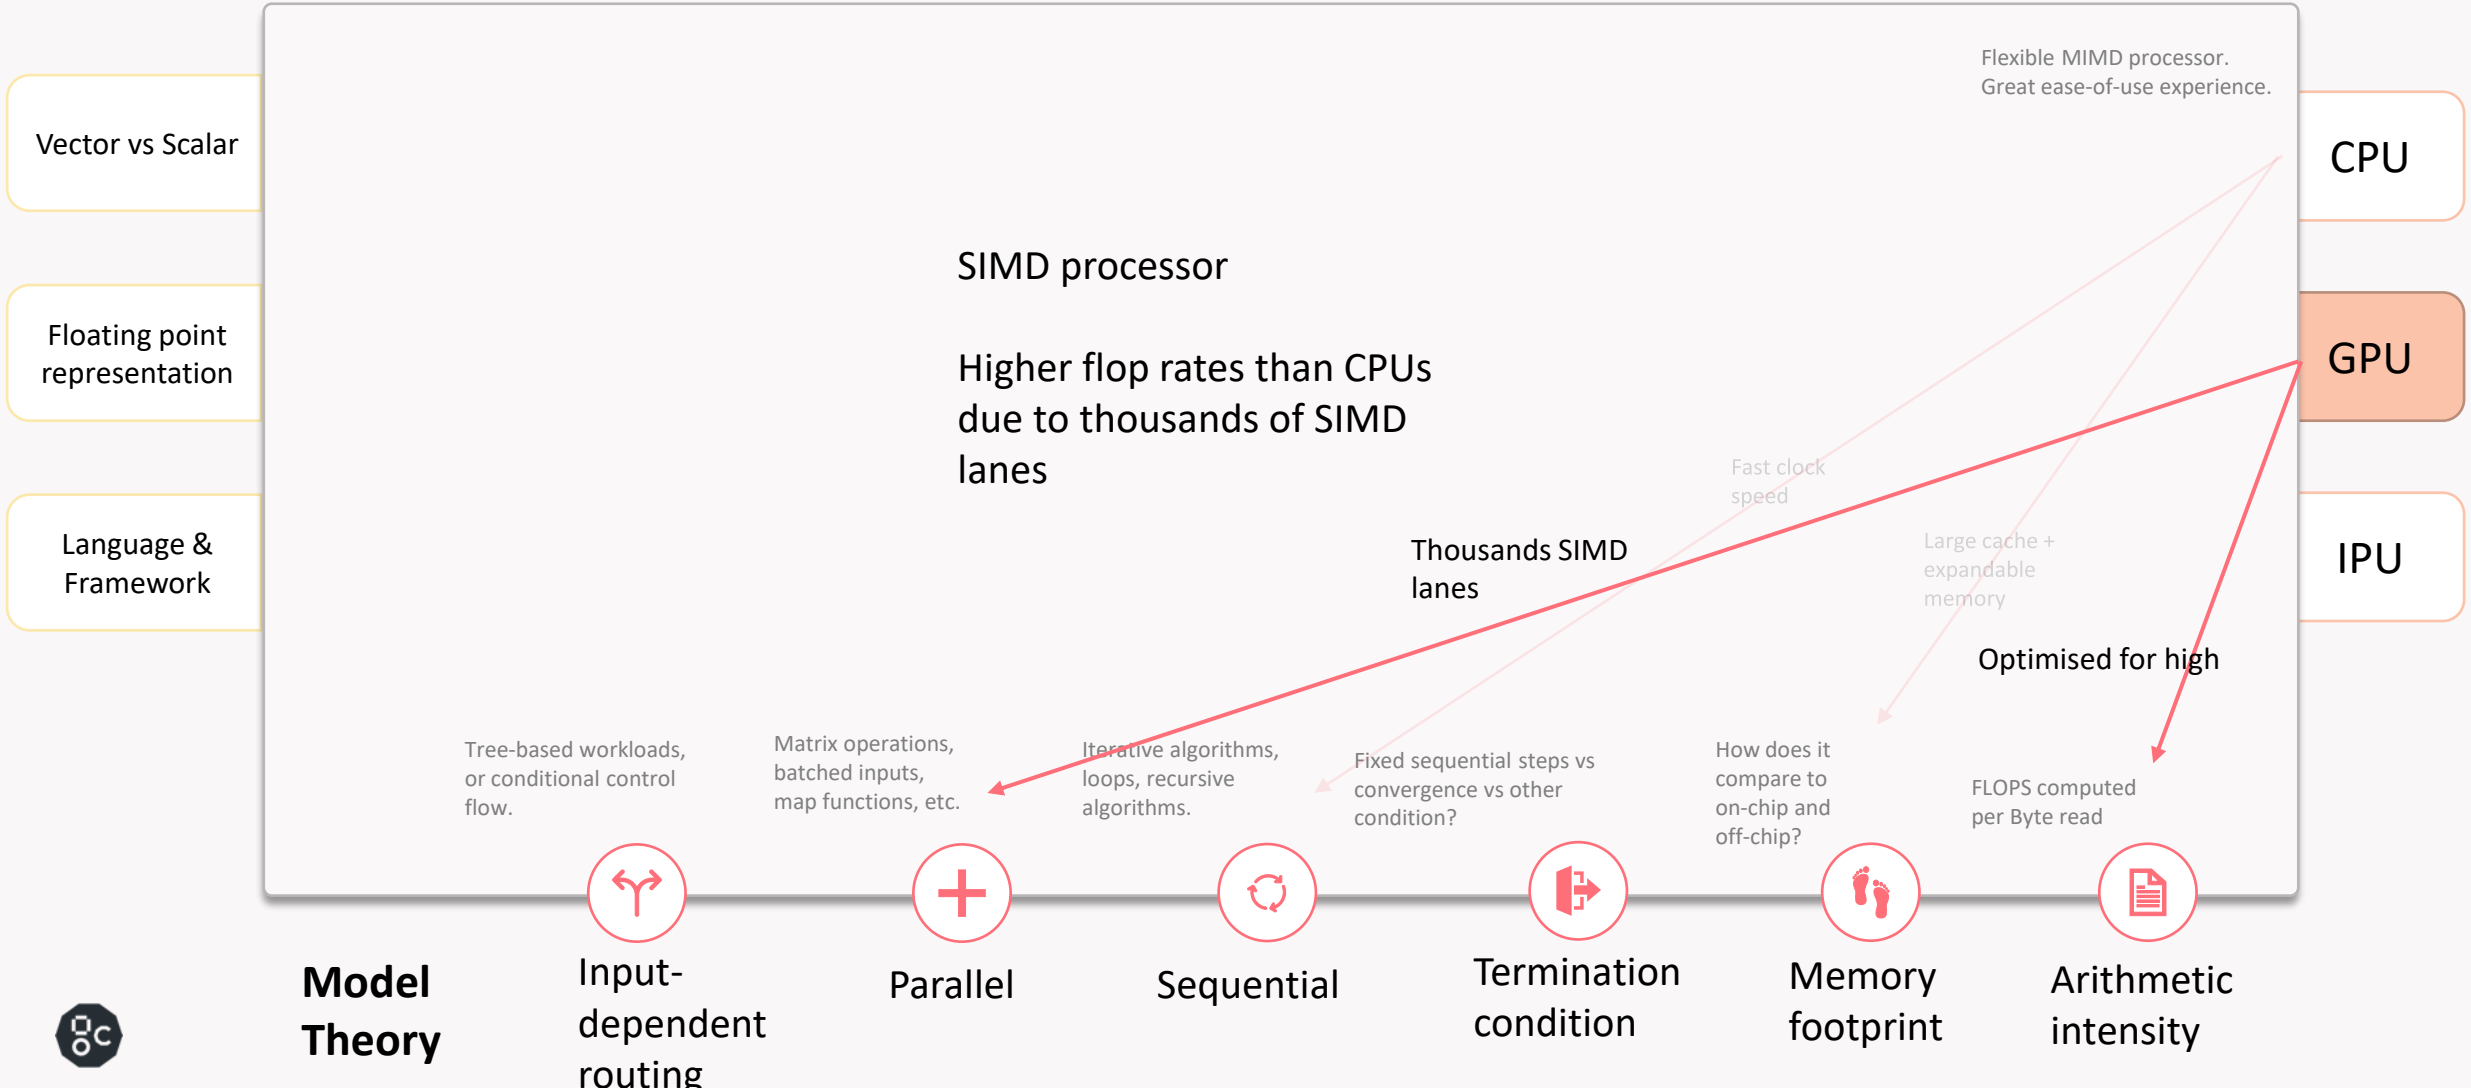 Flexible MIMD processor.
Great ease-of-use experience.
Vector vs Scalar
CPU
SIMD processor
Higher flop rates than CPUs
due to thousands of SIMD
lanes
Floating point
representation
GPU
Fast clock
speed
Language &
Framework
Thousands SIMD
lanes
Large cache +
expandable
memory
IPU
Optimised for high
Tree-based workloads,
or conditional control
flow.
Matrix operations,
batched inputs,
map functions, etc.
Iterative algorithms,
loops, recursive
algorithms.
Fixed sequential steps vs
convergence vs other
condition?
How does it
compare to
on-chip and
off-chip?
FLOPS computed
per Byte read
Model
Theory
Input-
dependent
routing
Parallel
Sequential
Termination
condition
Memory
footprint
Arithmetic
intensity
gc